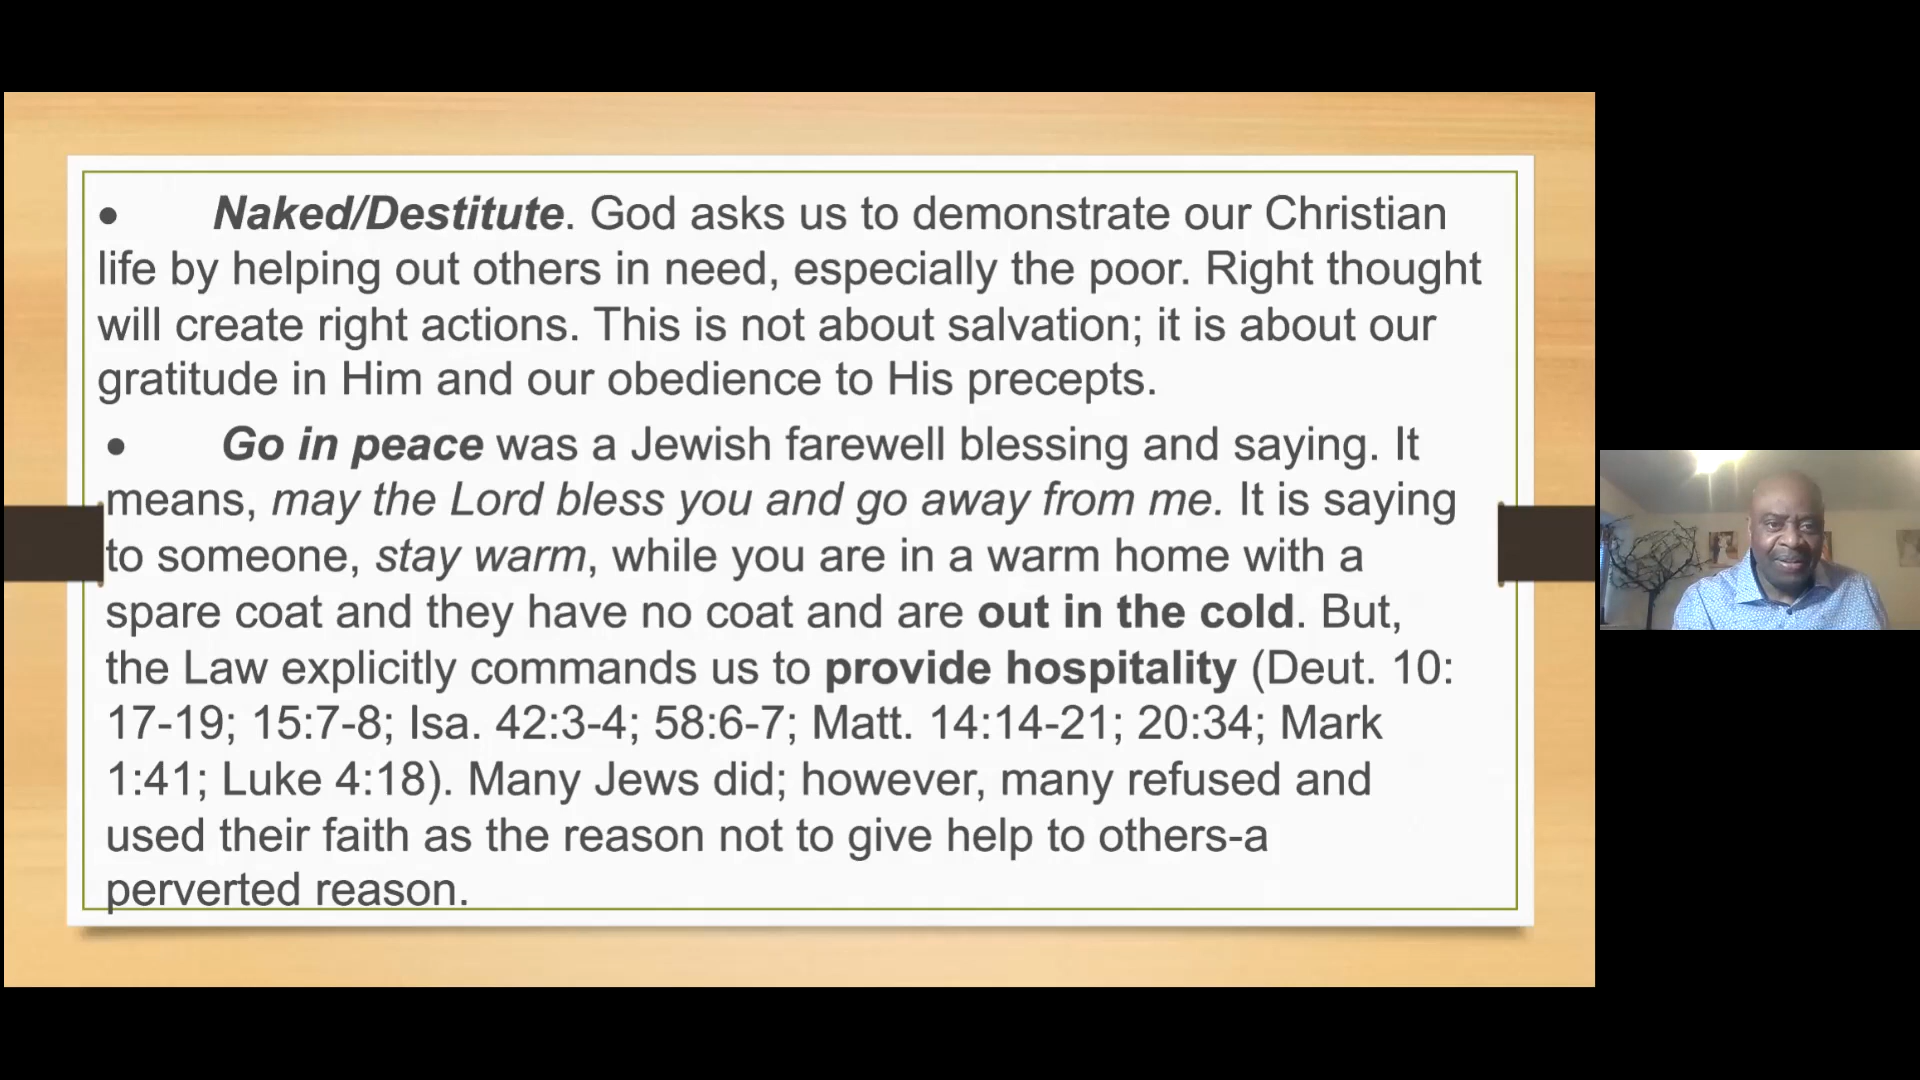 • Naked/Destitute. God asks us to demonstrate our Christian
life by helping out others in need, especially the poor. Right thought
will create right actions. This is not about salvation; it is about our
gratitude in Him and our obedience to His precepts.
• Go in peace was a Jewish farewell blessing and saying. It
means, may the Lord bless you and go away from me. It is saying
to someone, stay warm, while you are in a warm home with a
spare coat and they have no coat and are out in the cold. But,
the Law explicitly commands us to provide hospitality (Deut. 10:
17-19; 15:7-8; Isa. 42:3-4; 58:6-7; Matt. 14:14-21; 20:34; Mark
1:41; Luke 4:18). Many Jews did; however, many refused and
used their faith as the reason not to give help to others-a
perverted reason.